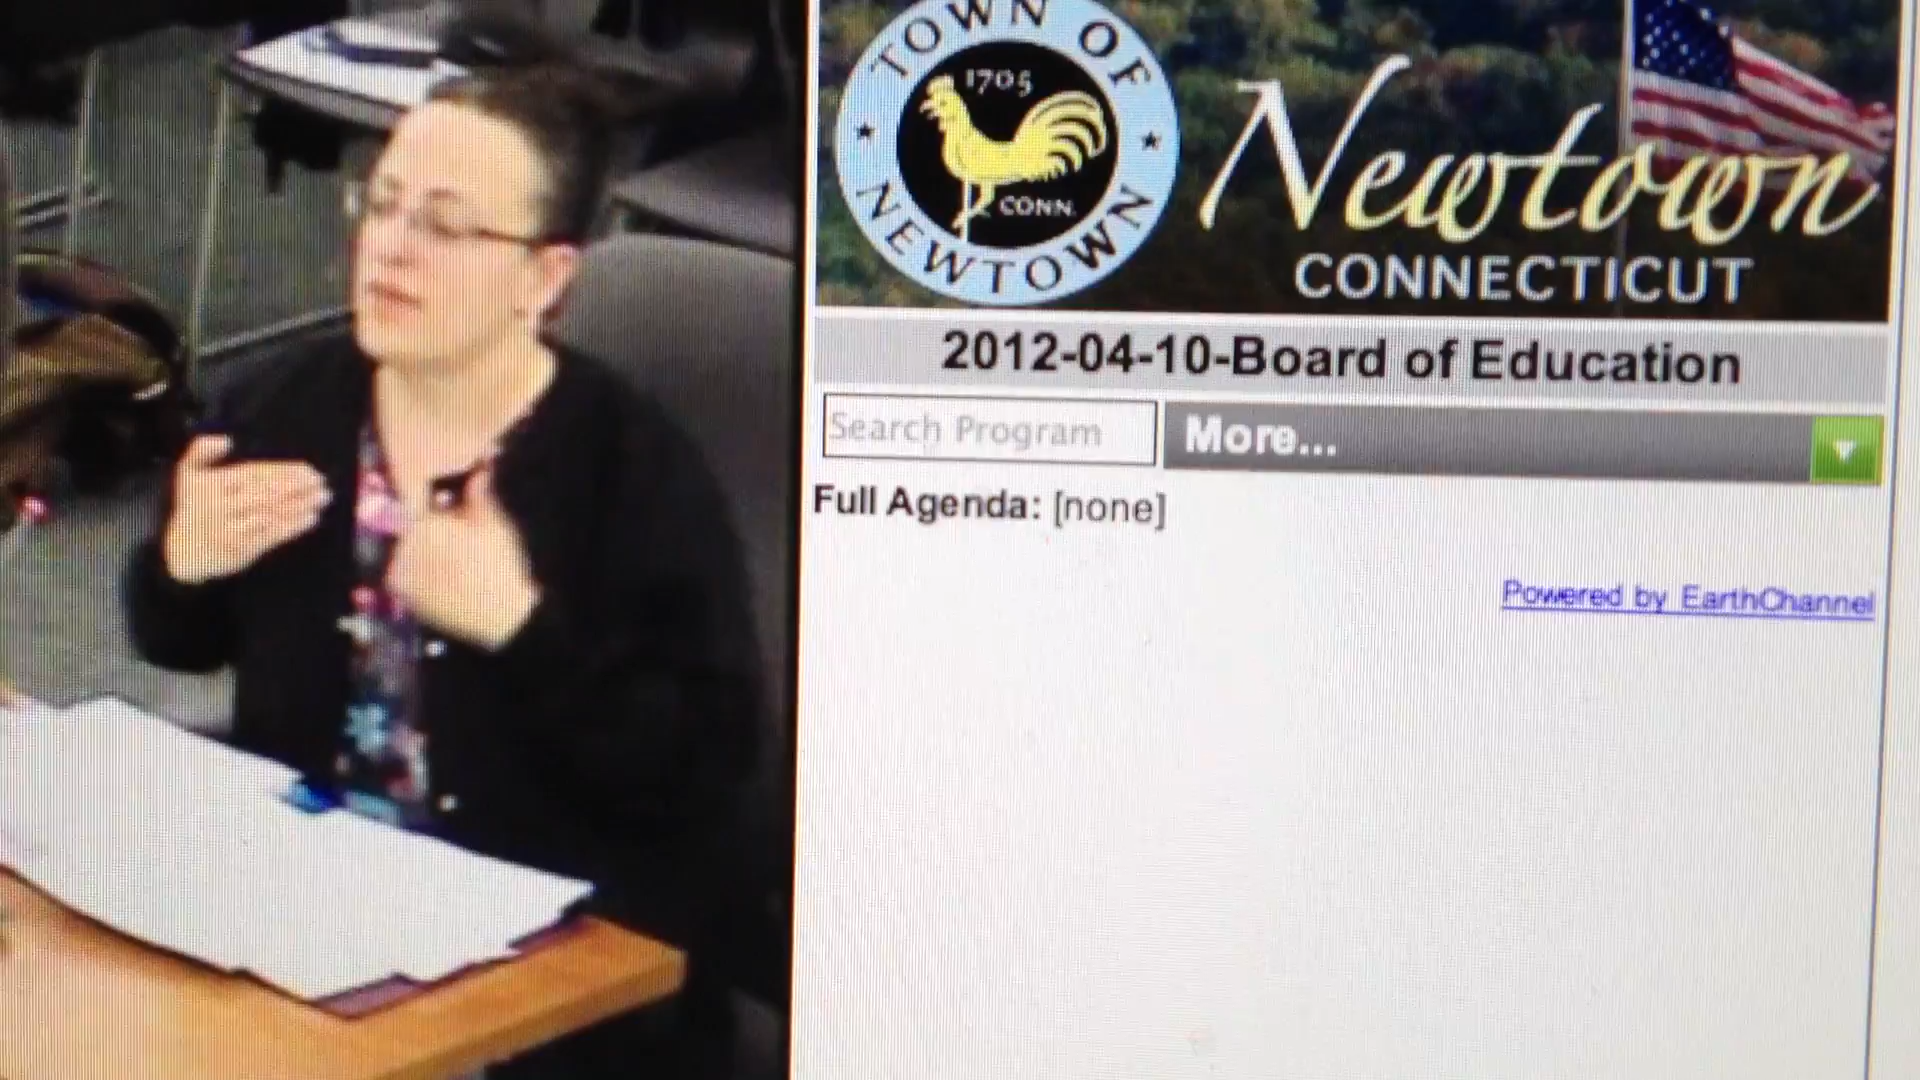 TOWN OF
1705
CONN.
NEWTOWN
Newtown
CONNECTICUT
2012-04-10-Board of Education
Search Program
More...
Full Agenda: [none]
Powered by EarthChannel